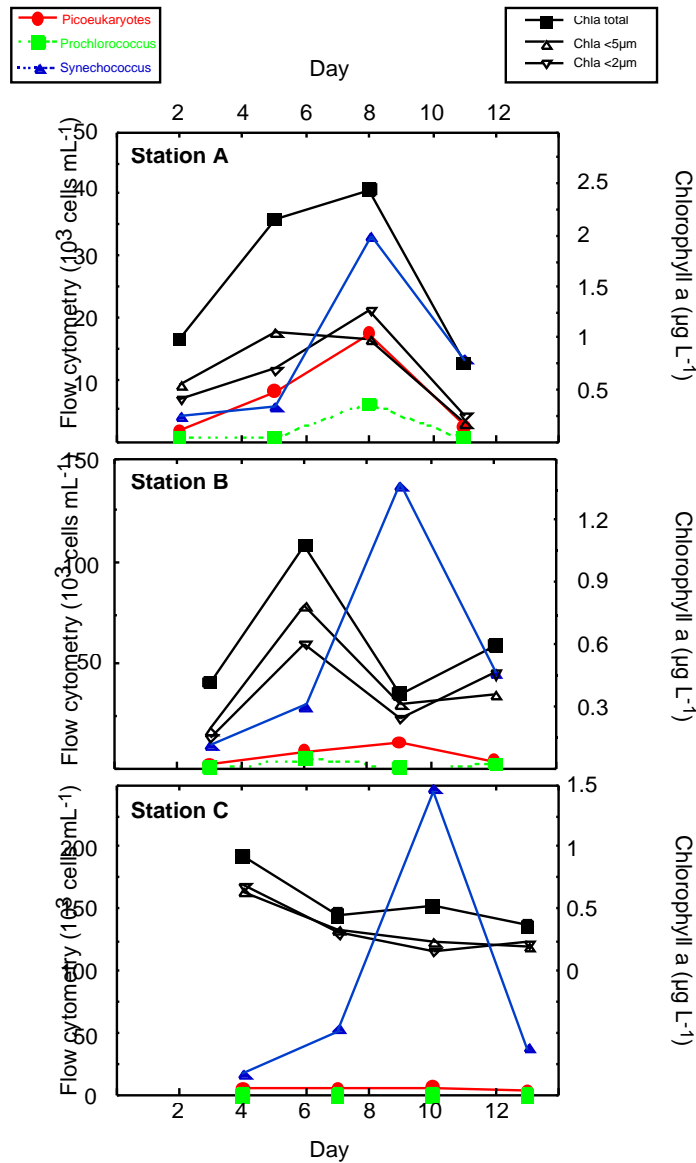 Picoeukaryotes
Prochlorococcus
Synechococcus
Chla total
Chla <5µm
Chla <2µm
Day
2 4 6 8 10 12
Station A
50
40
30
20
10
Flow cytometry (10³ cells mL-1)
2.5
2
1.5
1
0.5
Chlorophyll a (µg L-1)
Station B
150
100
50
Flow cytometry (10³ cells mL-1)
1.2
0.9
0.6
0.3
Chlorophyll a (µg L-1)
Station C
200
150
100
50
0
Flow cytometry (10³ cells mL-1)
1.5
1
0.5
0
Chlorophyll a (µg L-1)
2 4 6 8 10 12
Day